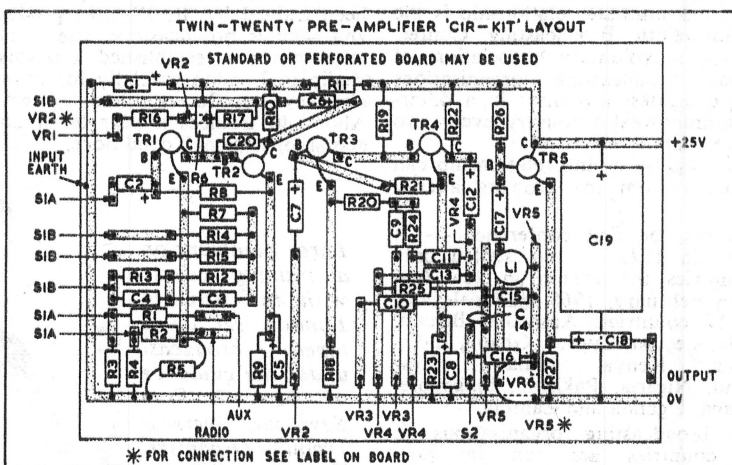 TWIN-TWENTY PRE-AMPLIFIER 'CIR-KIT' LAYOUT
STANDARD OR PERFORATED BOARD MAY BE USED
VR2
C1 +
R11
S1B
C6+
R10
R19
R22
R26
VR2 *
R16
R17
VR1
TR1
C20
TR3
TR4
C
+25V
B
C
C
B
C
B
C
B
TR5
INPUT
EARTH
R6
TR2
E
E
E
E
E
C2
+
R8
R21
+
+
S1A
R7
C7
R20
C12
VR4
C17
VR5
C19
S1B
R14
C9
R24
S1B
R15
C11
L1
R13
R12
C13
S1B
C4
C3
R25
C15
S1A
R1
C10
C
14
S1A
R2
C16
+
C18
R3
R4
R5
R9
C5
R18
R23
C8
VR6
R27
OUTPUT
0V
AUX
RADIO
VR2
VR3
VR3
VR4
VR4
S2
VR5
VR5 *
* FOR CONNECTION SEE LABEL ON BOARD